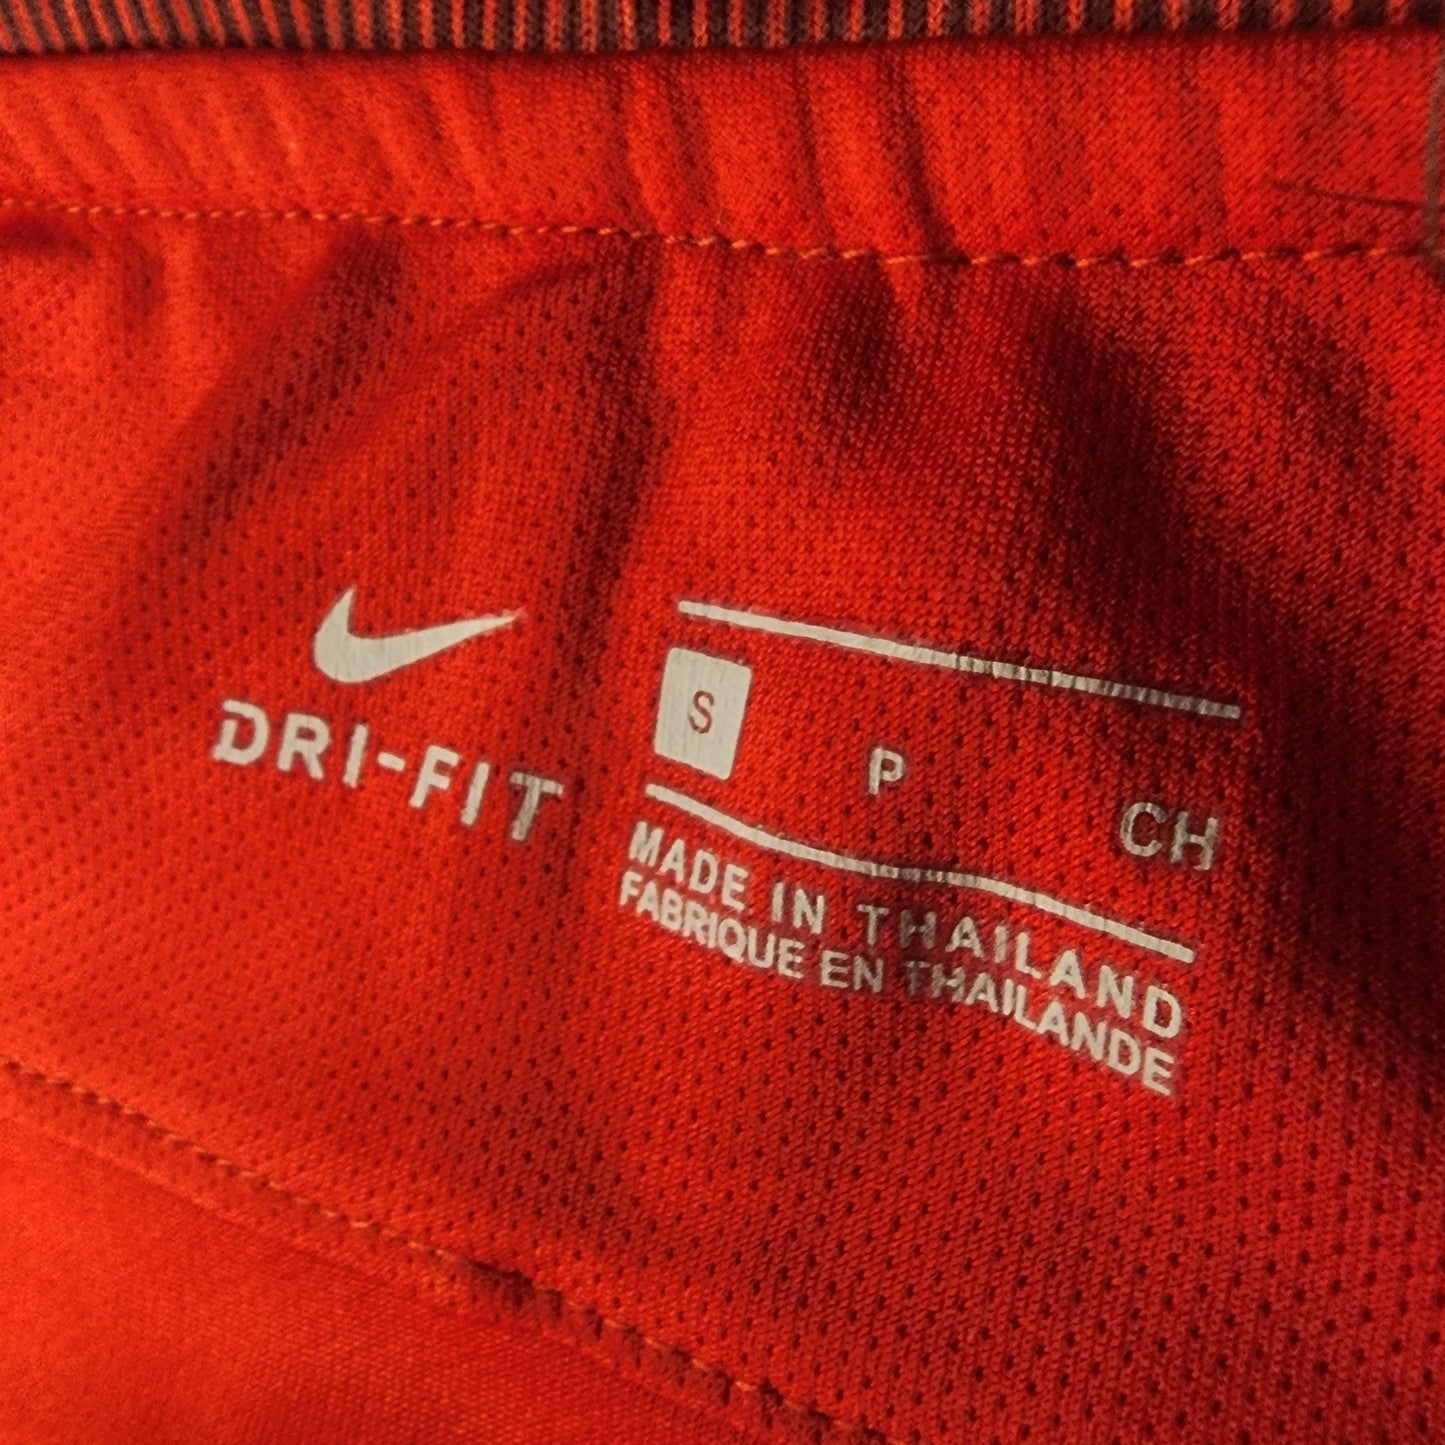 DRI-FIT
S P CH
MADE IN THAILAND
FABRIQUE EN THAILANDE